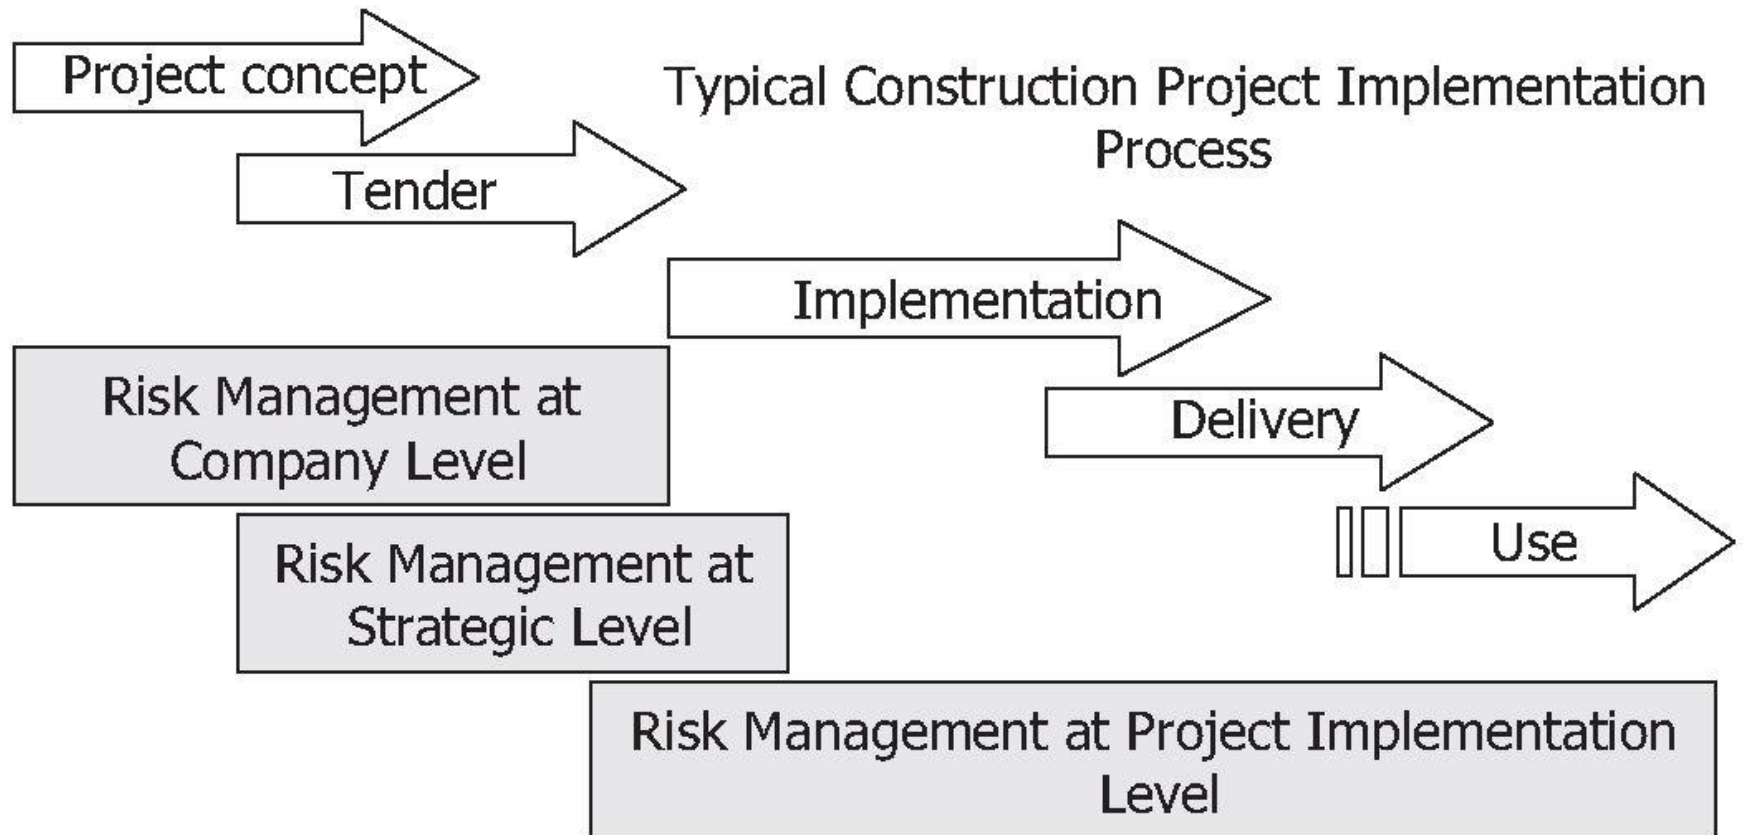 Project concept
Typical Construction Project Implementation
Process
Tender
Implementation
Risk Management at
Company Level
Delivery
Risk Management at
Strategic Level
Use
Risk Management at Project Implementation
Level